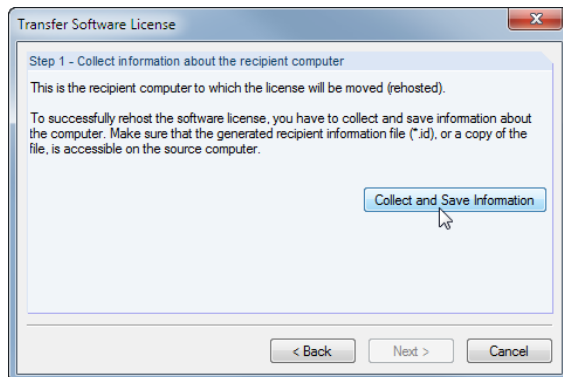 Transfer Software License
Step 1 - Collect information about the recipient computer
This is the recipient computer to which the license will be moved (rehosted).
To successfully rehost the software license, you have to collect and save information about
the computer. Make sure that the generated recipient information file (*.id), or a copy of the
file, is accessible on the source computer.
Collect and Save Information
< Back Next > Cancel